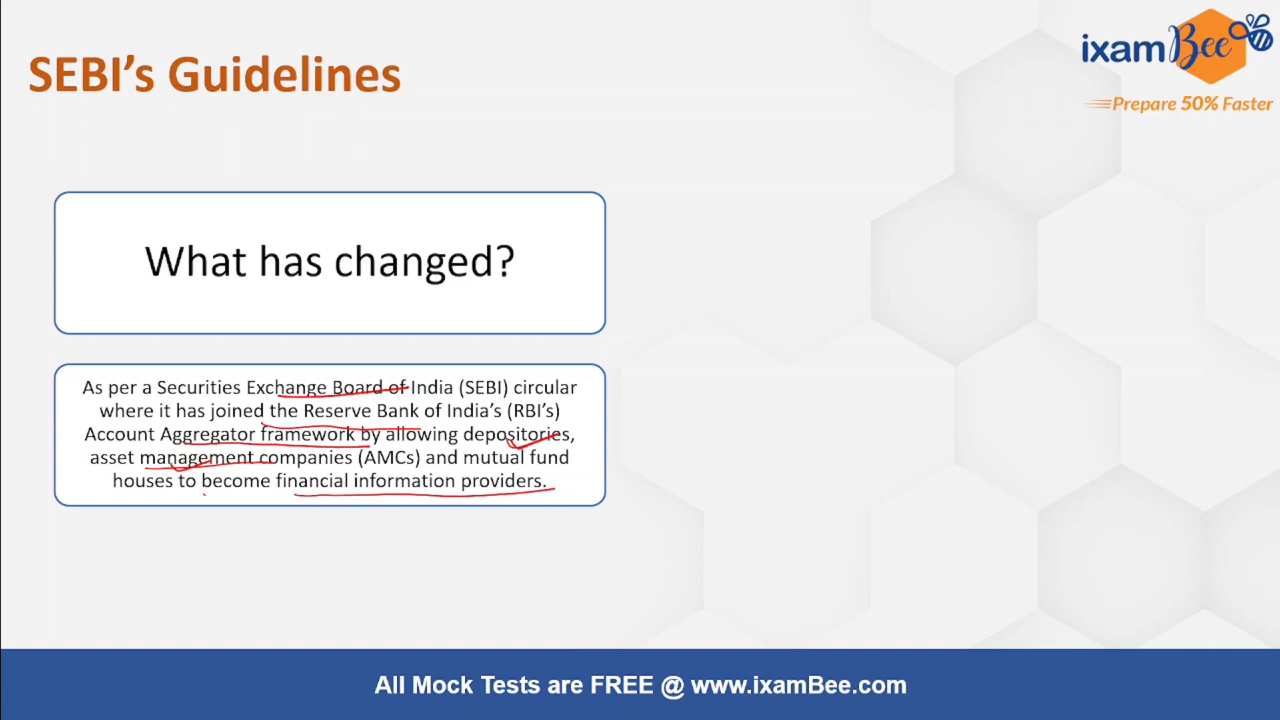 SEBI’s Guidelines
ixamBee
Prepare 50% Faster
What has changed?
As per a Securities Exchange Board of India (SEBI) circular
where it has joined the Reserve Bank of India’s (RBI’s)
Account Aggregator framework by allowing depositories,
asset management companies (AMCs) and mutual fund
houses to become financial information providers.
All Mock Tests are FREE @ www.ixamBee.com